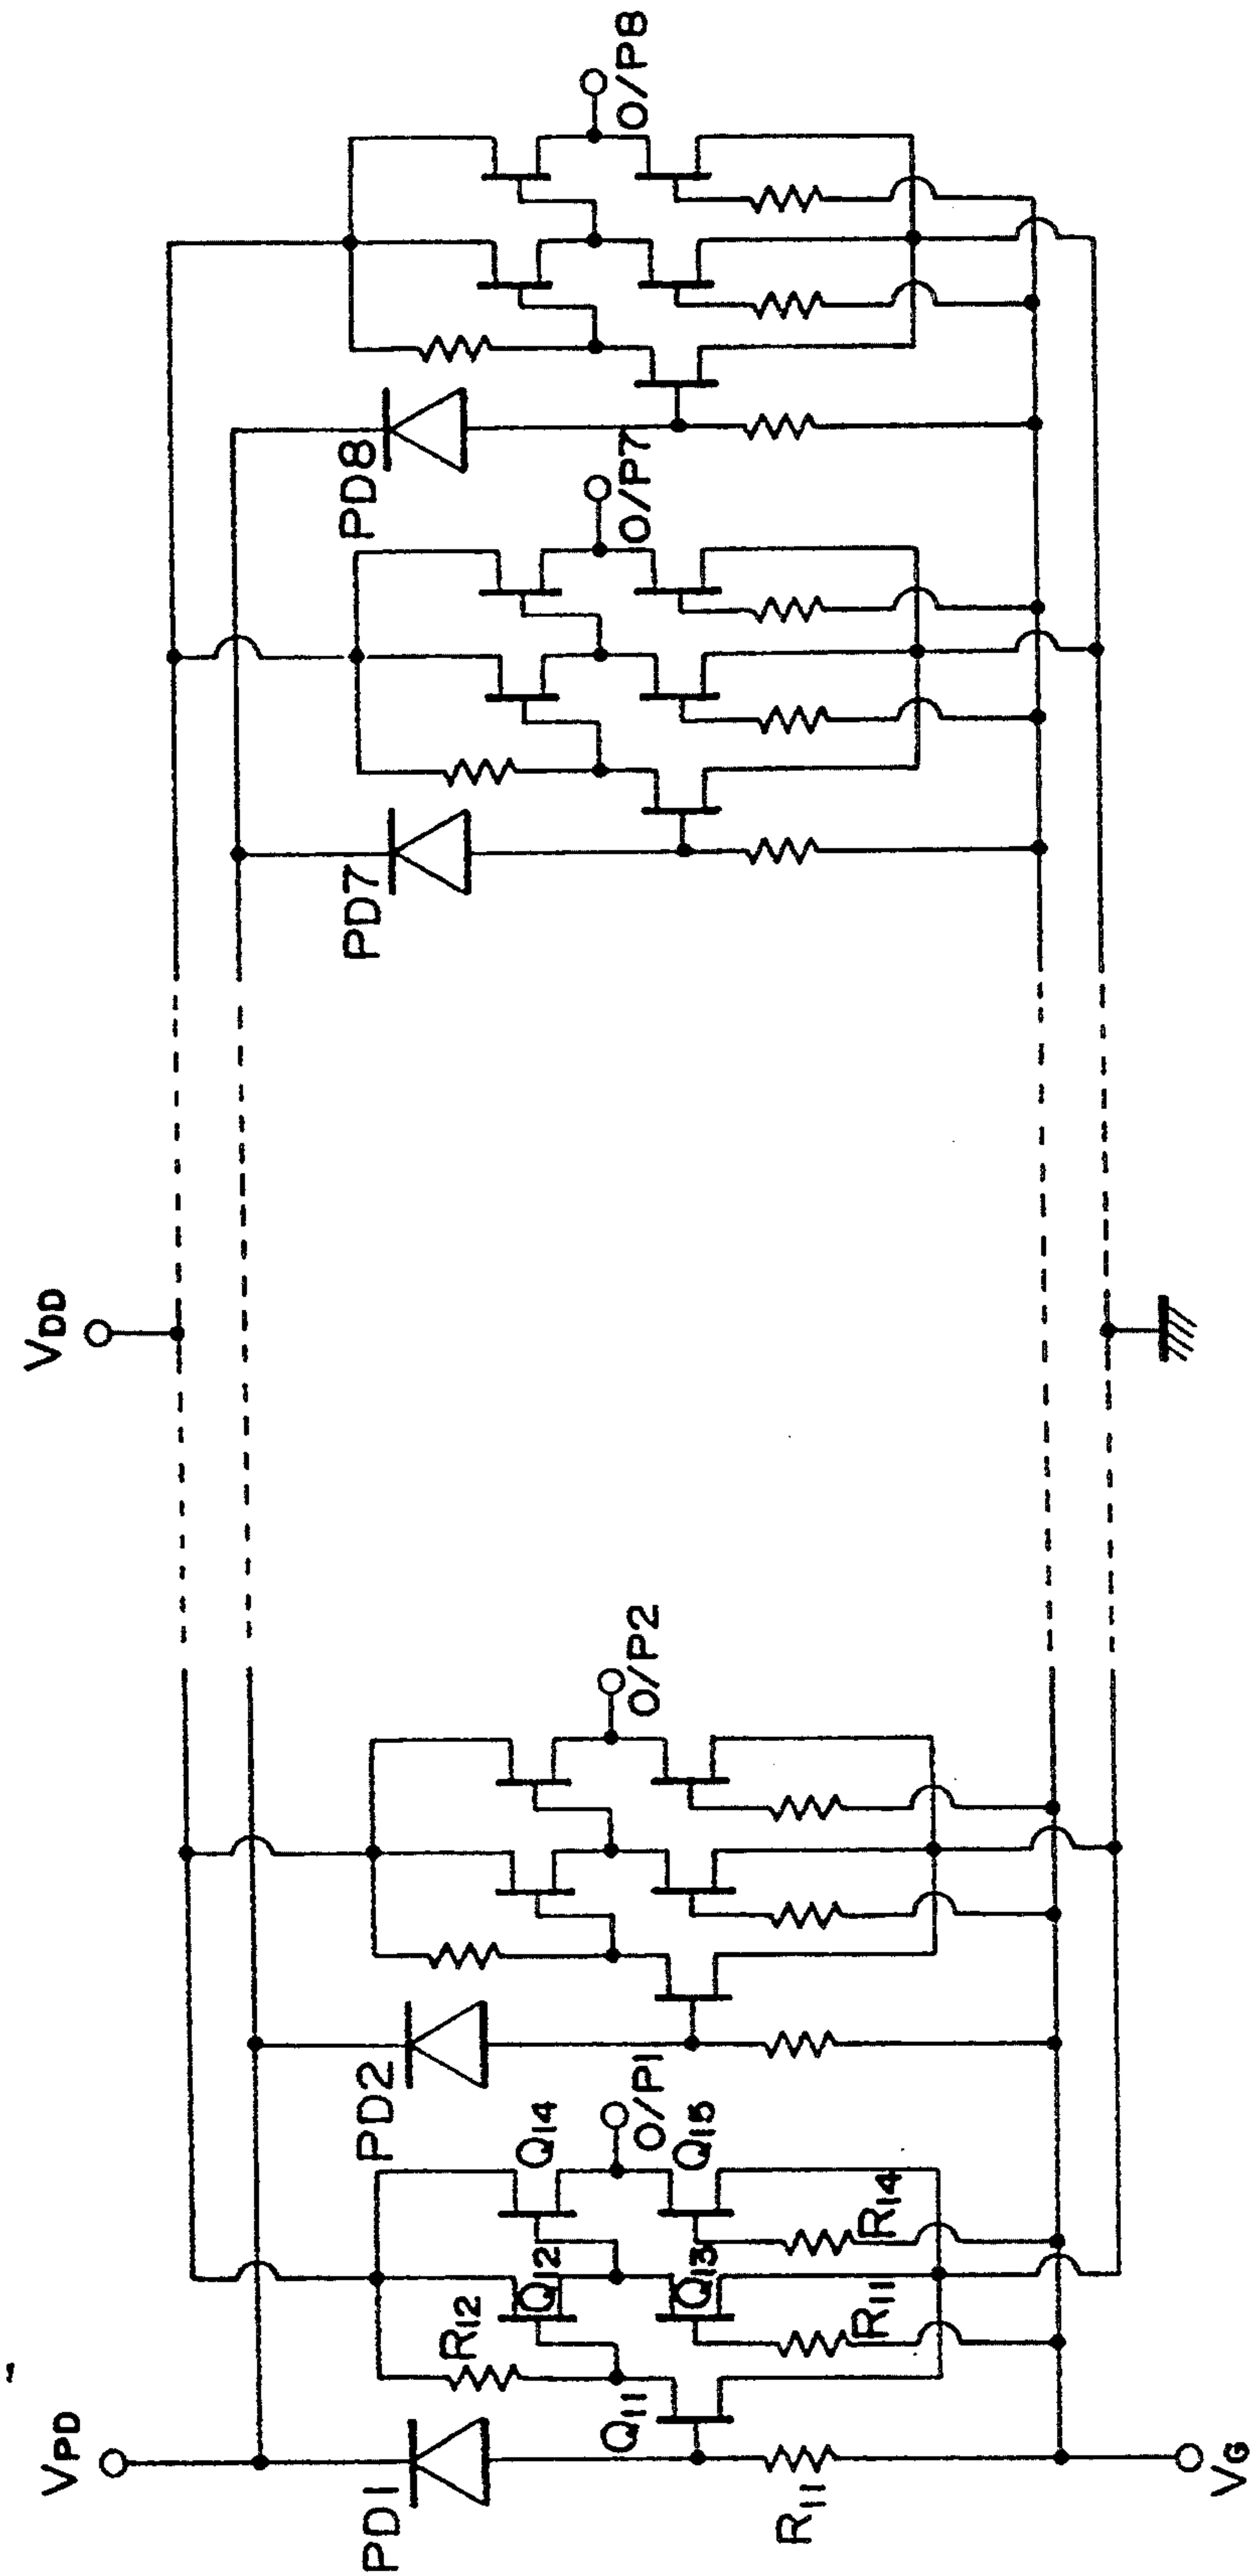 VPD
VDD
PD1
R12
Q12
Q14
Q11
O/P1
Q13
Q15
R11
R11
R14
VG
PD2
O/P2
PD7
O/P7
PD8
O/P8